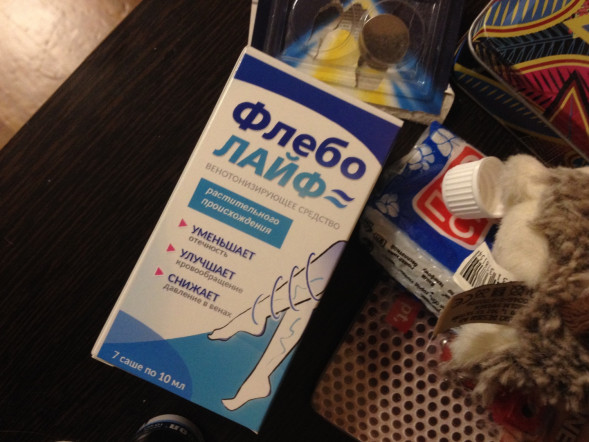 Флебо
ЛАЙФ
ВЕНОТОНИЗИРУЮЩЕЕ СРЕДСТВО
растительного
происхождения
УМЕНЬШАЕТ
отечность
УЛУЧШАЕТ
кровообращение
СНИЖАЕТ
давление в венах
7 саше по 10 мл